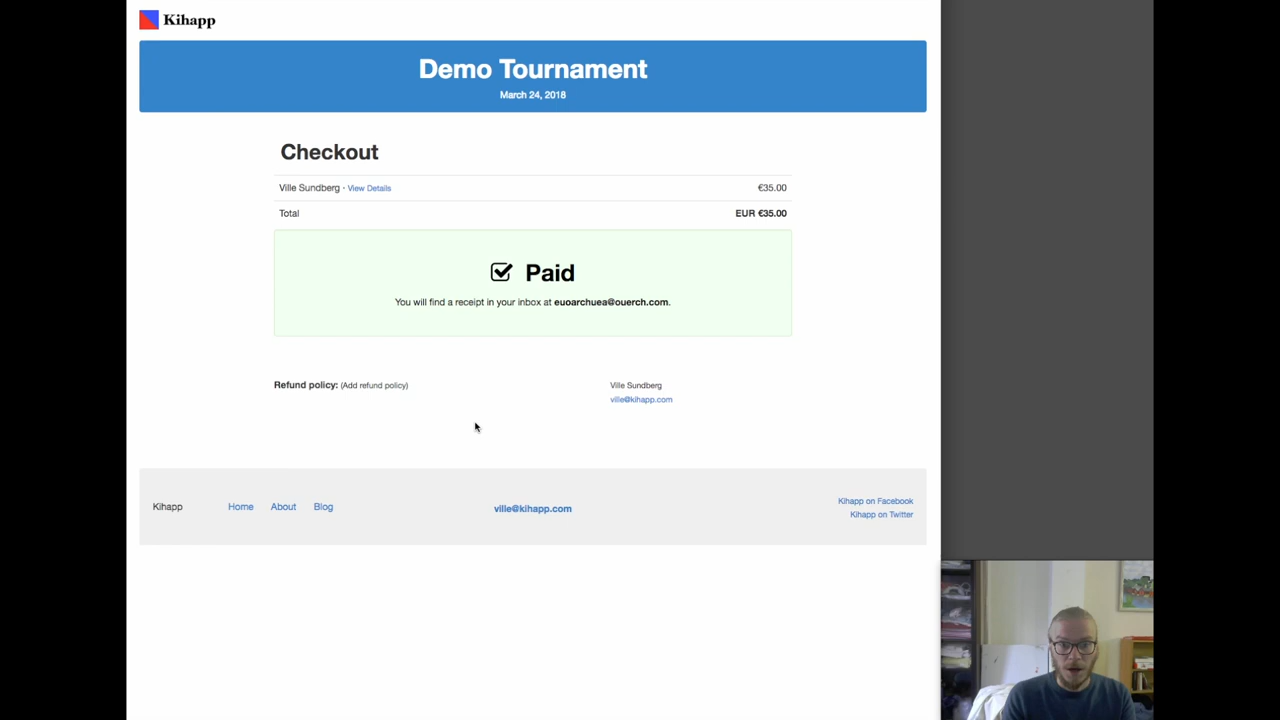 Kihapp
Demo Tournament
March 24, 2018
Checkout
Ville Sundberg · View Details €35.00
Total EUR €35.00
Paid
You will find a receipt in your inbox at euoarchuea@ouerch.com.
Refund policy: (Add refund policy)
Ville Sundberg
ville@kihapp.com
Kihapp Home About Blog
ville@kihapp.com
Kihapp on Facebook
Kihapp on Twitter